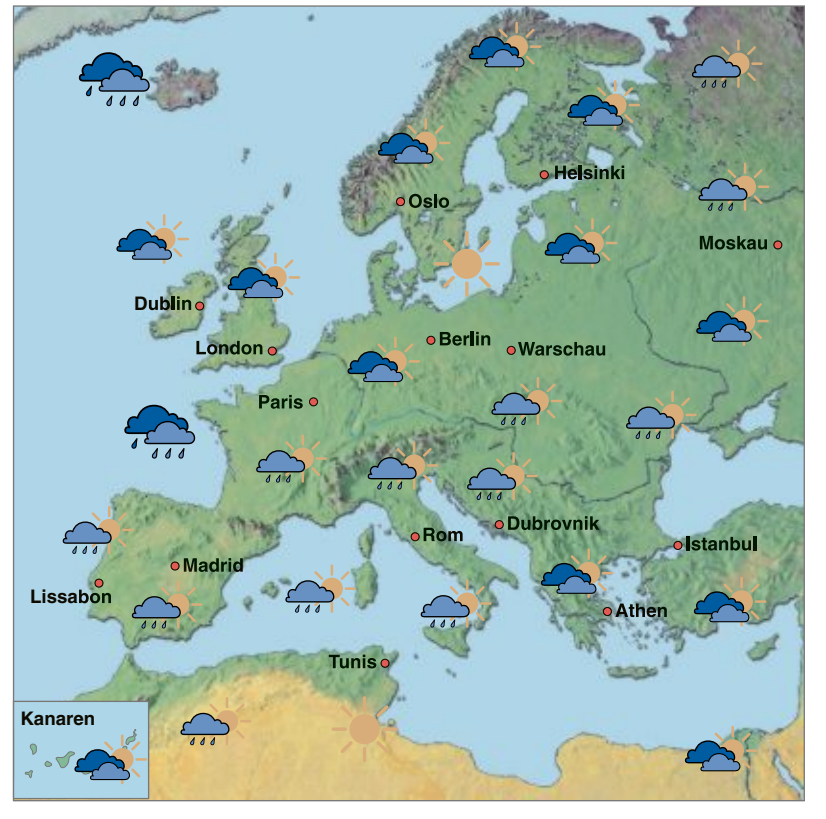 Helsinki
Oslo
Moskau
Dublin
Berlin
London
Warschau
Paris
Dubrovnik
Rom
Istanbul
Madrid
Lissabon
Athen
Tunis
Kanaren